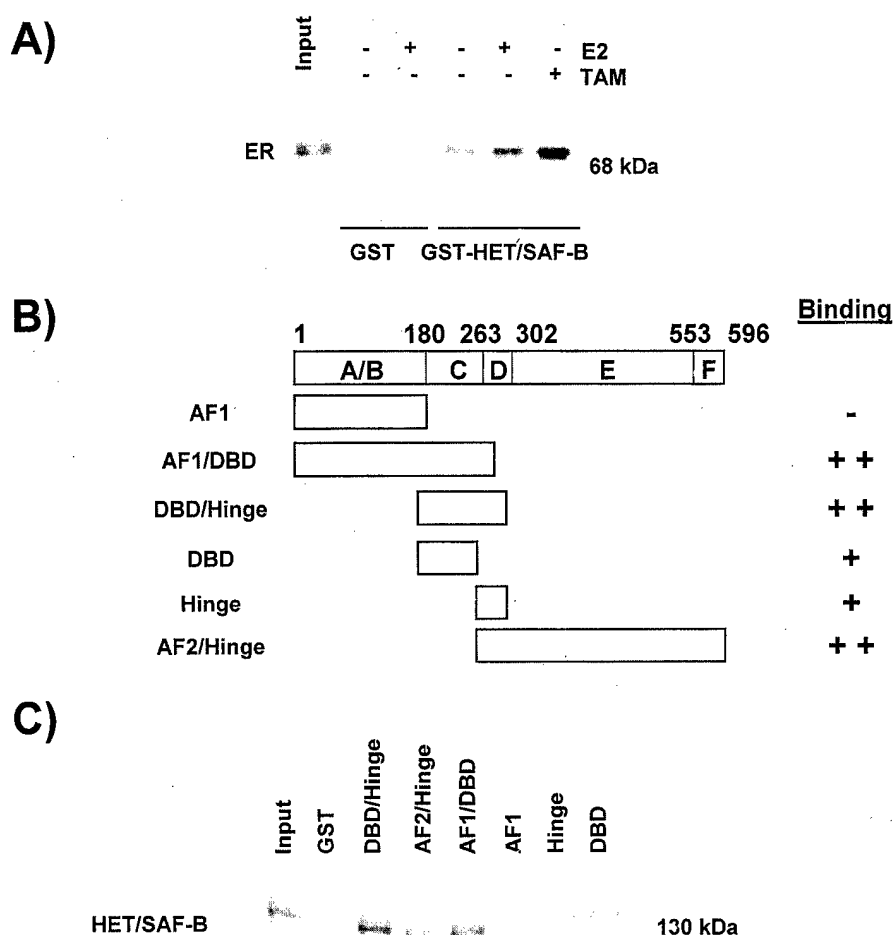 A)
Input - + - + - E2
- - - - + TAM
ER
68 kDa
GST GST-HET/SAF-B
B)
Binding
1 180 263 302 553 596
A/B C D E F
AF1 -
AF1/DBD + +
DBD/Hinge + +
DBD +
Hinge +
AF2/Hinge + +
C)
Input GST DBD/Hinge AF2/Hinge AF1/DBD AF1 Hinge DBD
HET/SAF-B 130 kDa